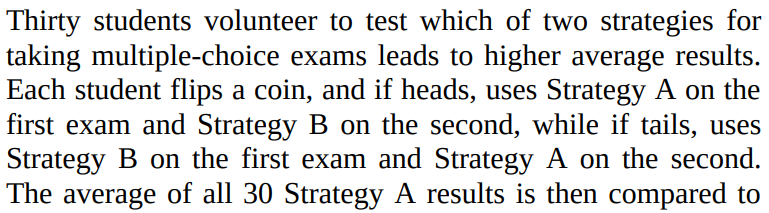 Thirty students volunteer to test which of two strategies for
taking multiple-choice exams leads to higher average results.
Each student flips a coin, and if heads, uses Strategy A on the
first exam and Strategy B on the second, while if tails, uses
Strategy B on the first exam and Strategy A on the second.
The average of all 30 Strategy A results is then compared to